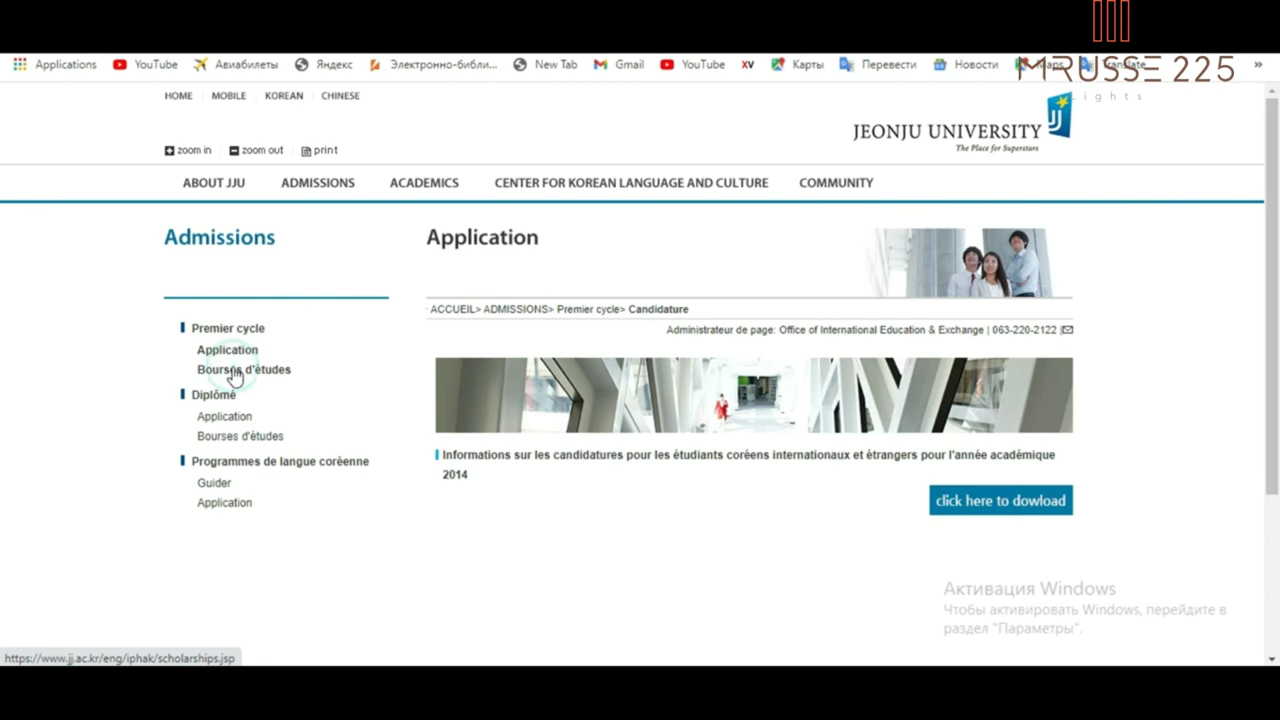 Applications YouTube Авиабилеты Яндекс Электронно-библи... New Tab Gmail YouTube XV Карты Перевести Новости Maps Translate »
MRUSSE 225
Lights
HOME MOBILE KOREAN CHINESE
JEONJU UNIVERSITY
The Place for Superstars
zoom in zoom out print
ABOUT JJU ADMISSIONS ACADEMICS CENTER FOR KOREAN LANGUAGE AND CULTURE COMMUNITY
Admissions
Application
ACCUEIL> ADMISSIONS> Premier cycle> Candidature
Administrateur de page: Office of International Education & Exchange | 063-220-2122 |
Premier cycle
Application
Bourses d'études
Diplômé
Application
Bourses d'études
Programmes de langue coréenne
Guider
Application
Informations sur les candidatures pour les étudiants coréens internationaux et étrangers pour l'année académique
2014
click here to dowload
Активация Windows
Чтобы активировать Windows, перейдите в
раздел "Параметры".
https://www.jj.ac.kr/eng/iphak/scholarships.jsp